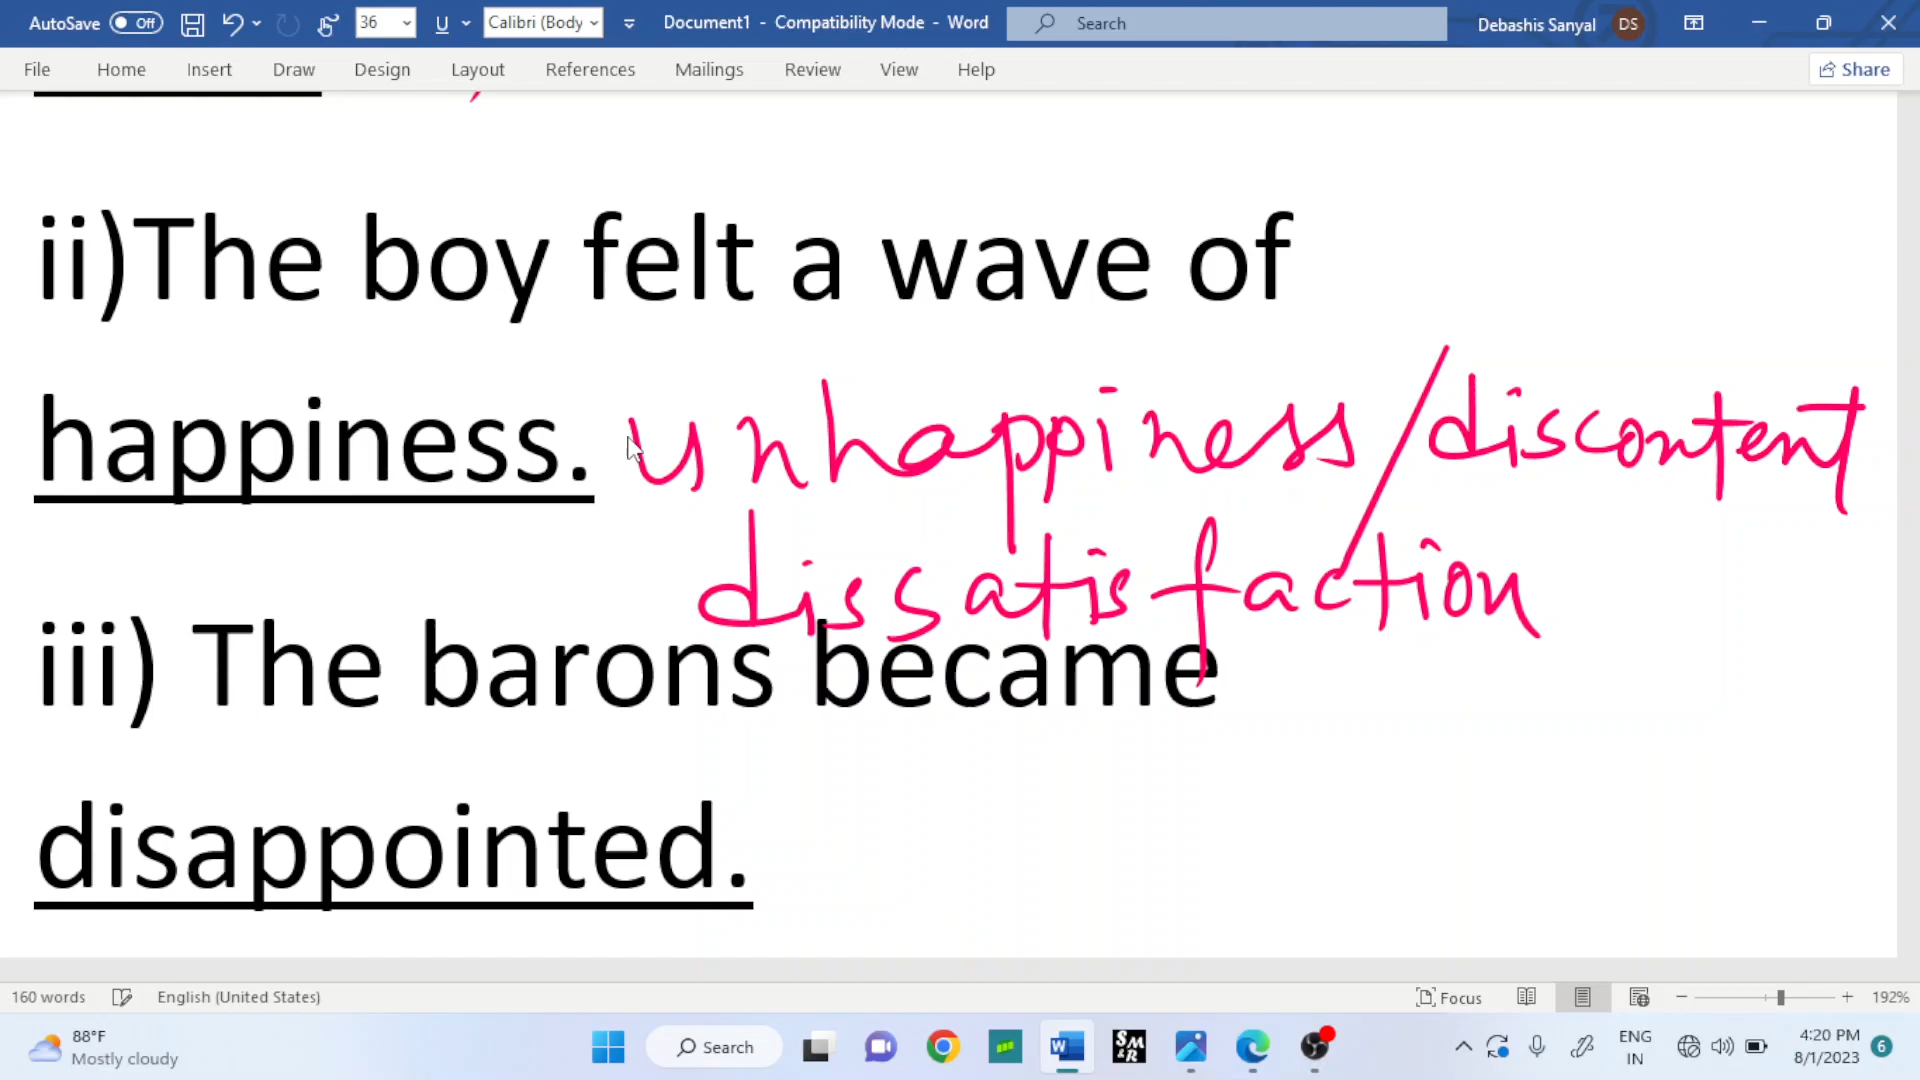 AutoSave Off 36 U Calibri (Body Document1 - Compatibility Mode - Word Search Debashis Sanyal DS
File Home Insert Draw Design Layout References Mailings Review View Help Share
ii)The boy felt a wave of
happiness. unhappiness/discontent
dissatisfaction
iii) The barons became
disappointed.
160 words English (United States) Focus 192%
88°F
Mostly cloudy
Search
W
S M &R
ENG
IN
4:20 PM
8/1/2023
6